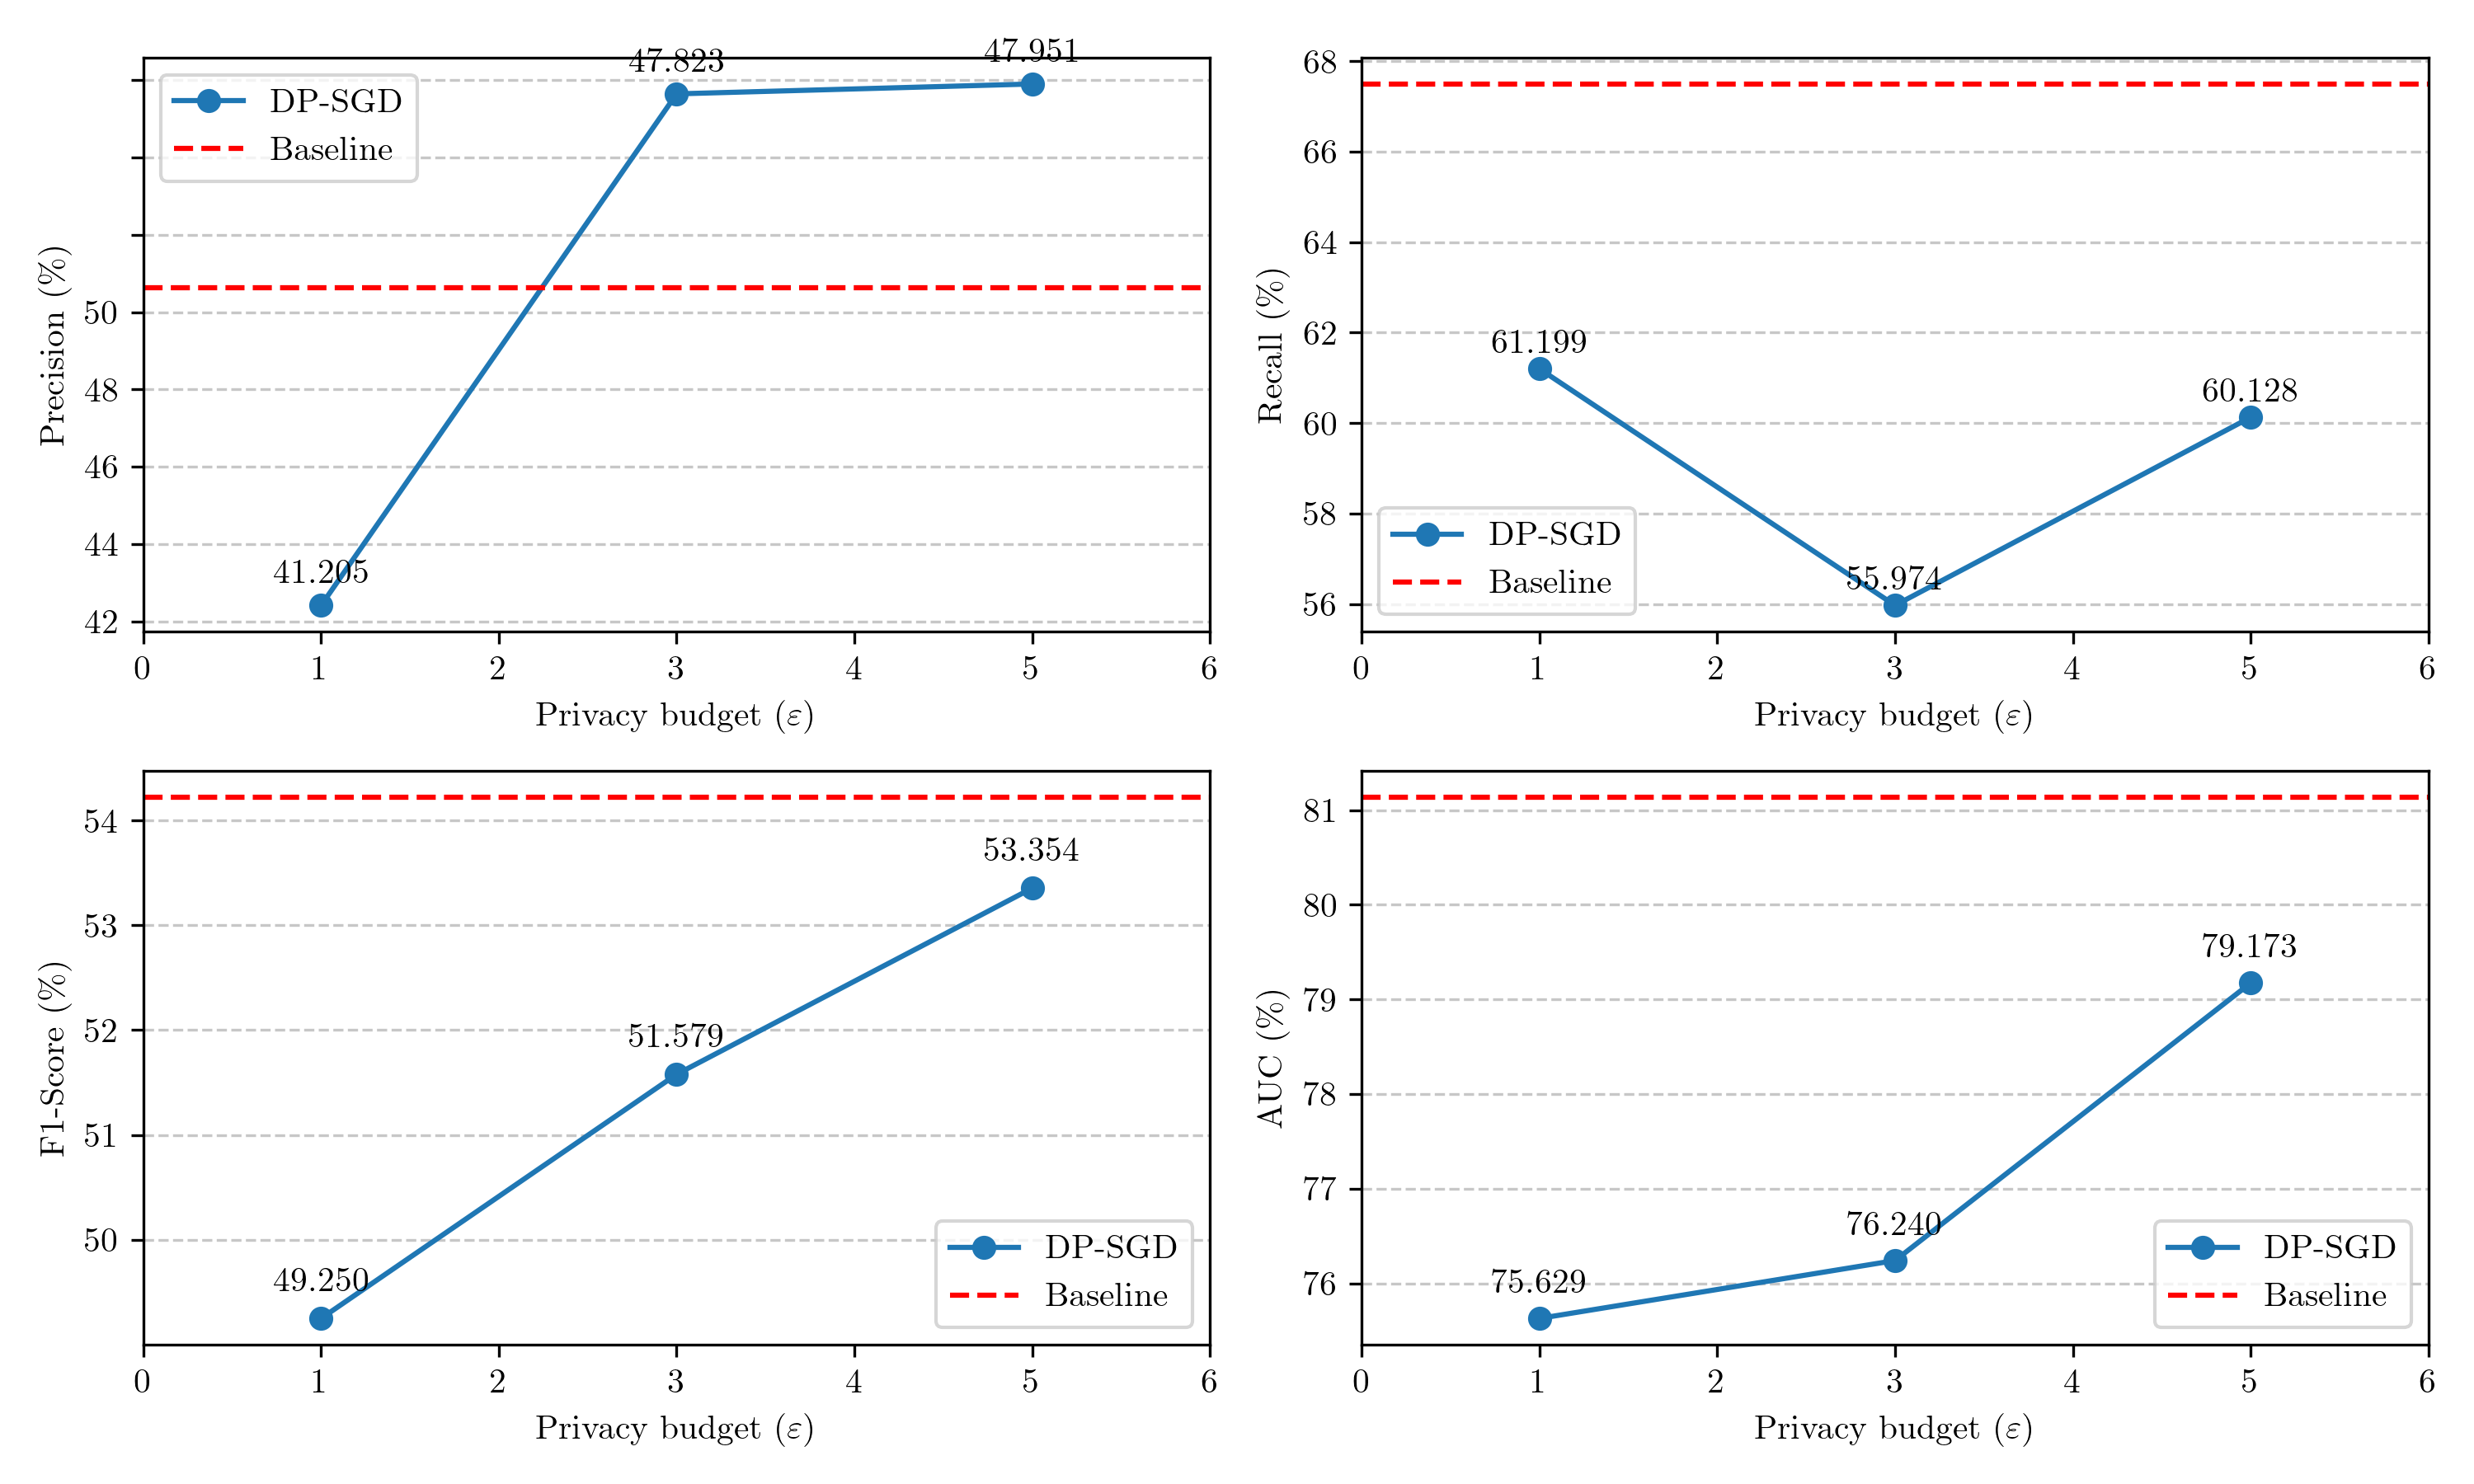 47.823
47.951
DP-SGD
Baseline
41.205
50
48
46
44
42
Precision (%)
0 1 2 3 4 5 6
Privacy budget (ε)
68
66
64
62
60
58
56
Recall (%)
61.199
55.974
60.128
DP-SGD
Baseline
0 1 2 3 4 5 6
Privacy budget (ε)
54
53
52
51
50
F1-Score (%)
49.250
51.579
53.354
DP-SGD
Baseline
0 1 2 3 4 5 6
Privacy budget (ε)
81
80
79
78
77
76
AUC (%)
75.629
76.240
79.173
DP-SGD
Baseline
0 1 2 3 4 5 6
Privacy budget (ε)